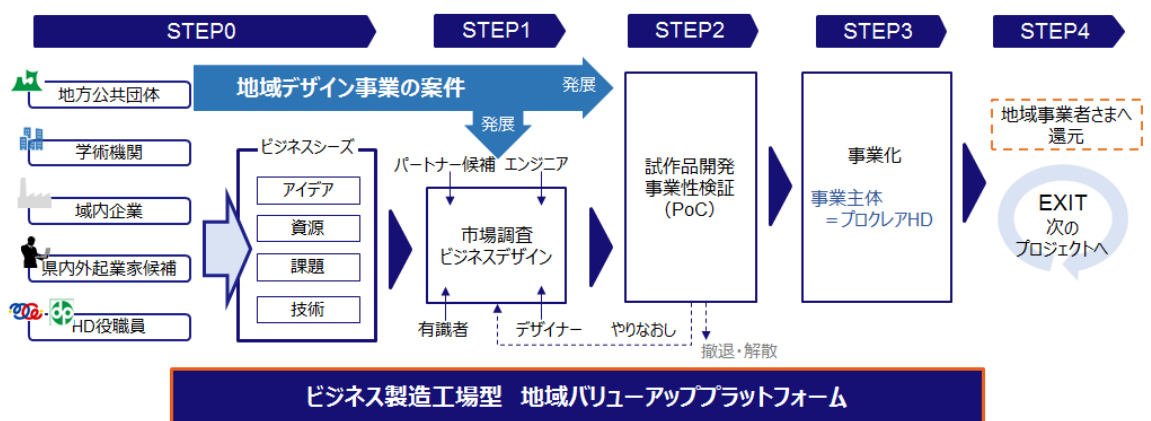 STEP0
STEP1
STEP2
STEP3
STEP4
地方公共団体
学術機関
域内企業
県内外起業家候補
HD役職員
地域デザイン事業の案件
発展
発展
ビジネスシーズ
アイデア
資源
課題
技術
パートナー候補
エンジニア
市場調査
ビジネスデザイン
有識者
デザイナー
試作品開発
事業性検証
（PoC）
やりなおし
撤退・解散
事業化
事業主体
＝プロクレアHD
地域事業者さまへ
還元
EXIT
次の
プロジェクトへ
ビジネス製造工場型 地域バリューアッププラットフォーム